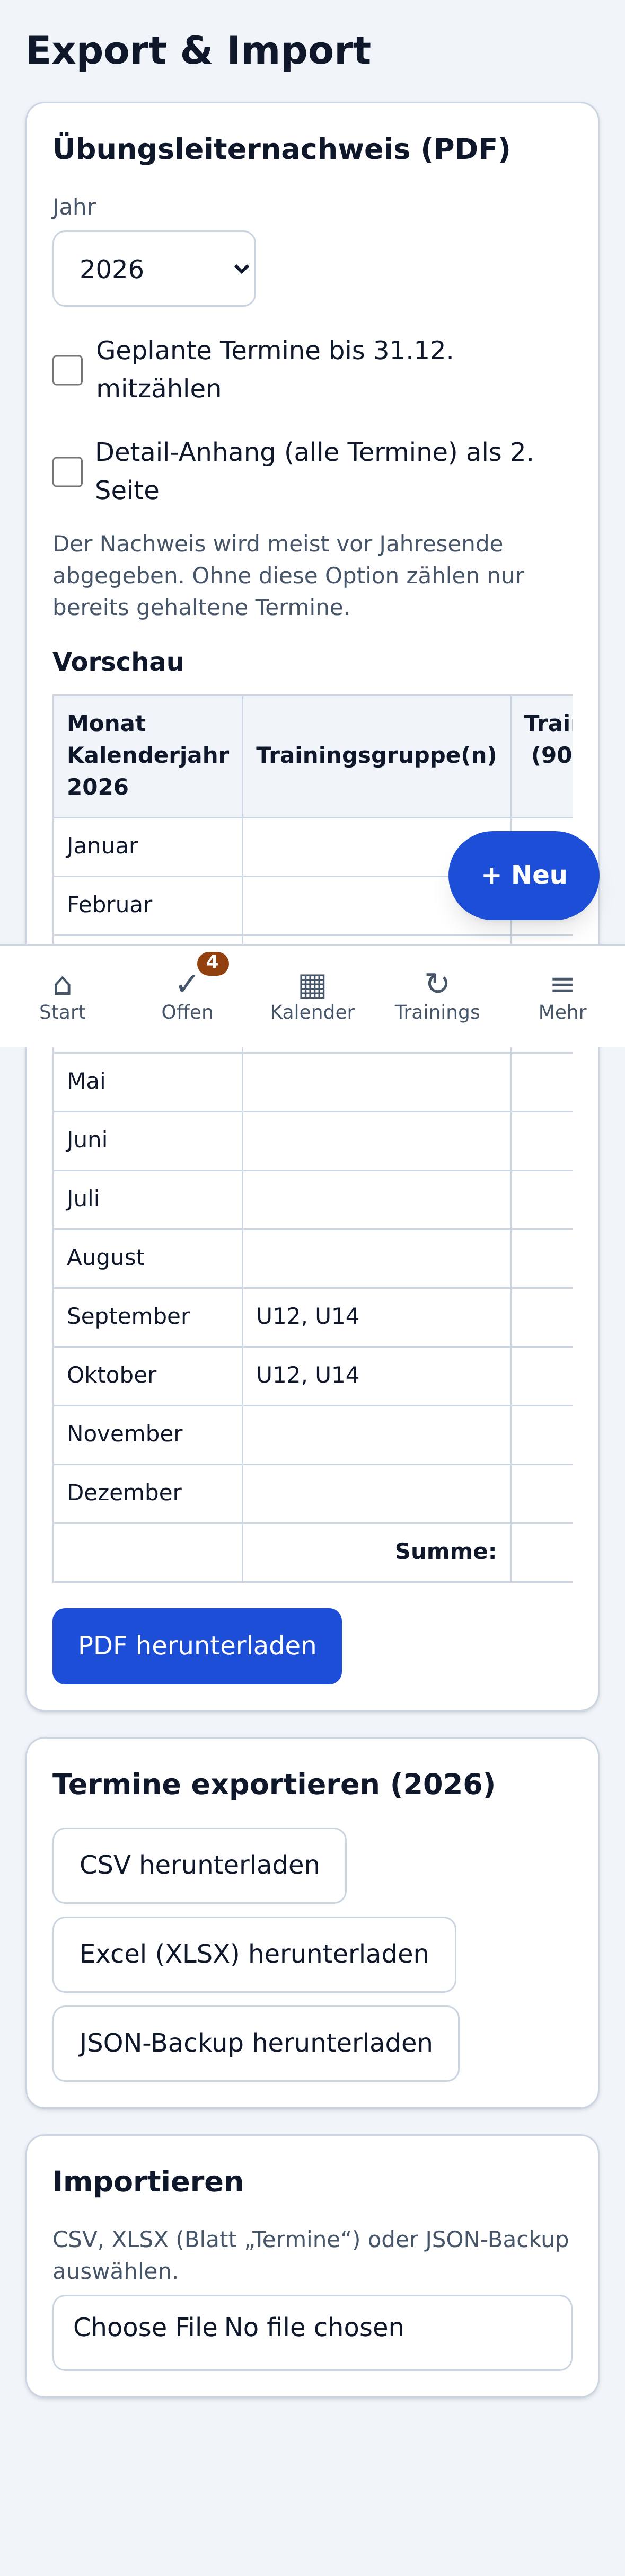 Export & Import
Übungsleiternachweis (PDF)
Jahr
2026
Geplante Termine bis 31.12.
mitzählen
Detail-Anhang (alle Termine) als 2.
Seite
Der Nachweis wird meist vor Jahresende
abgegeben. Ohne diese Option zählen nur
bereits gehaltene Termine.
Vorschau
Monat
Kalenderjahr
2026
Trainingsgruppe(n)
(90
Januar
Februar
+ Neu
4
Start
Offen
Kalender
Trainings
Mehr
Mai
Juni
Juli
August
September U12, U14
Oktober U12, U14
November
Dezember
Summe:
PDF herunterladen
Termine exportieren (2026)
CSV herunterladen
Excel (XLSX) herunterladen
JSON-Backup herunterladen
Importieren
CSV, XLSX (Blatt „Termine“) oder JSON-Backup
auswählen.
Choose File No file chosen